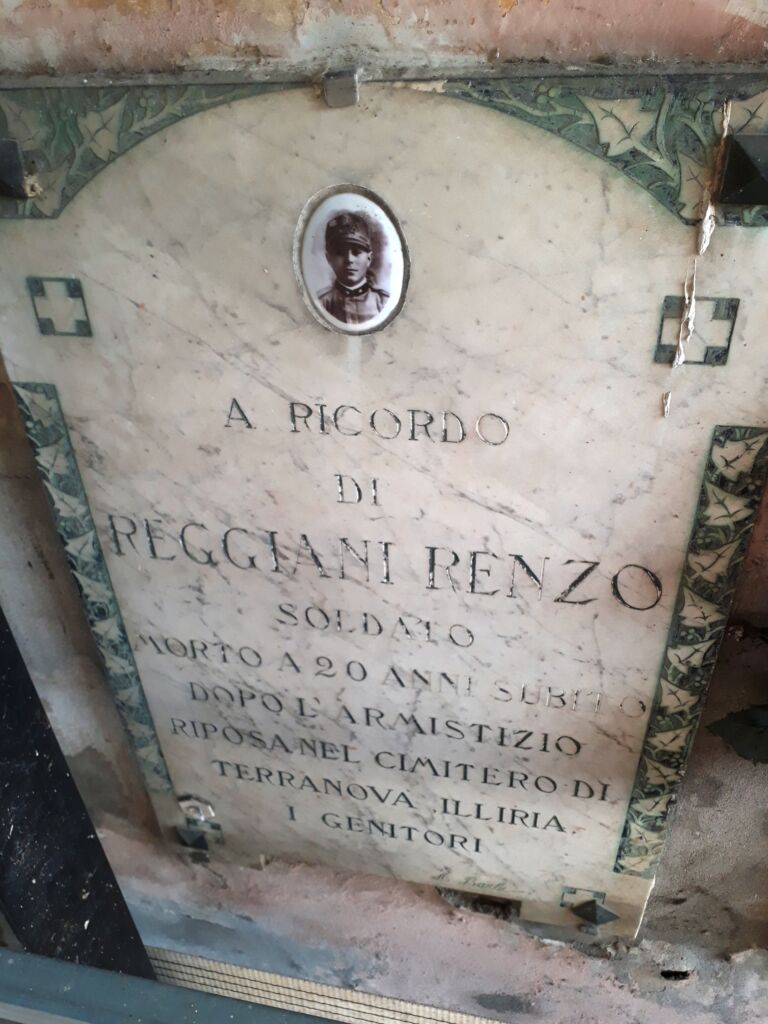 A RICORDO
DI
REGGIANI RENZO
SOLDATO
MORTO A 20 ANNI SUBITO
DOPO L'ARMISTIZIO
RIPOSA NEL CIMITERO DI
TERRANOVA ILLIRIA
I GENITORI